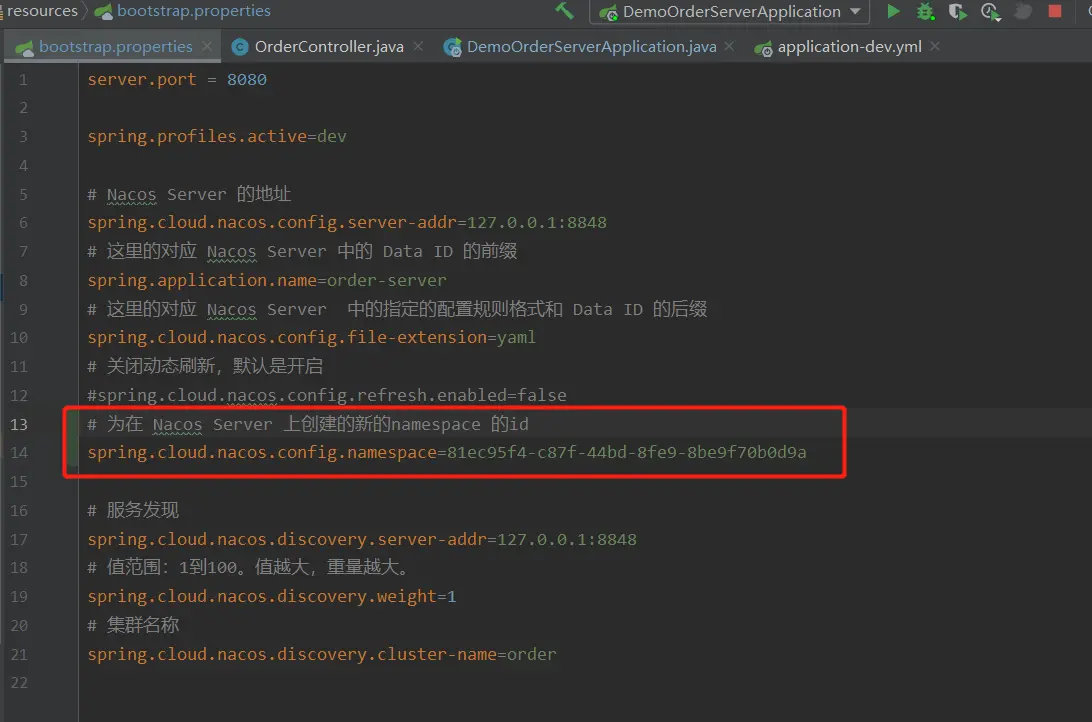 resources bootstrap.properties DemoOrderServerApplication
bootstrap.properties OrderController.java DemoOrderServerApplication.java application-dev.yml
1 server.port = 8080
2
3 spring.profiles.active=dev
4
5 # Nacos Server 的地址
6 spring.cloud.nacos.config.server-addr=127.0.0.1:8848
7 # 这里的对应 Nacos Server 中的 Data ID 的前缀
8 spring.application.name=order-server
9 # 这里的对应 Nacos Server  中的指定的配置规则格式和 Data ID 的后缀
10 spring.cloud.nacos.config.file-extension=yaml
11 # 关闭动态刷新，默认是开启
12 #spring.cloud.nacos.config.refresh.enabled=false
13 # 为在 Nacos Server 上创建的新的namespace 的id
14 spring.cloud.nacos.config.namespace=81ec95f4-c87f-44bd-8fe9-8be9f70b0d9a
15
16 # 服务发现
17 spring.cloud.nacos.discovery.server-addr=127.0.0.1:8848
18 # 值范围：1到100。值越大，重量越大。
19 spring.cloud.nacos.discovery.weight=1
20 # 集群名称
21 spring.cloud.nacos.discovery.cluster-name=order
22